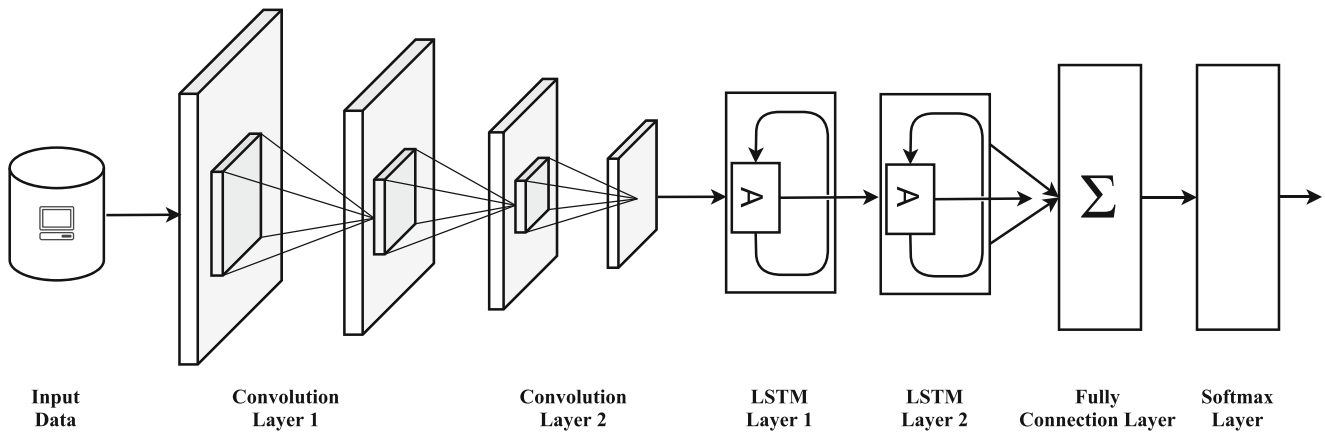 A
A
Σ
Input
Data
Convolution
Layer 1
Convolution
Layer 2
LSTM
Layer 1
LSTM
Layer 2
Fully
Connection Layer
Softmax
Layer